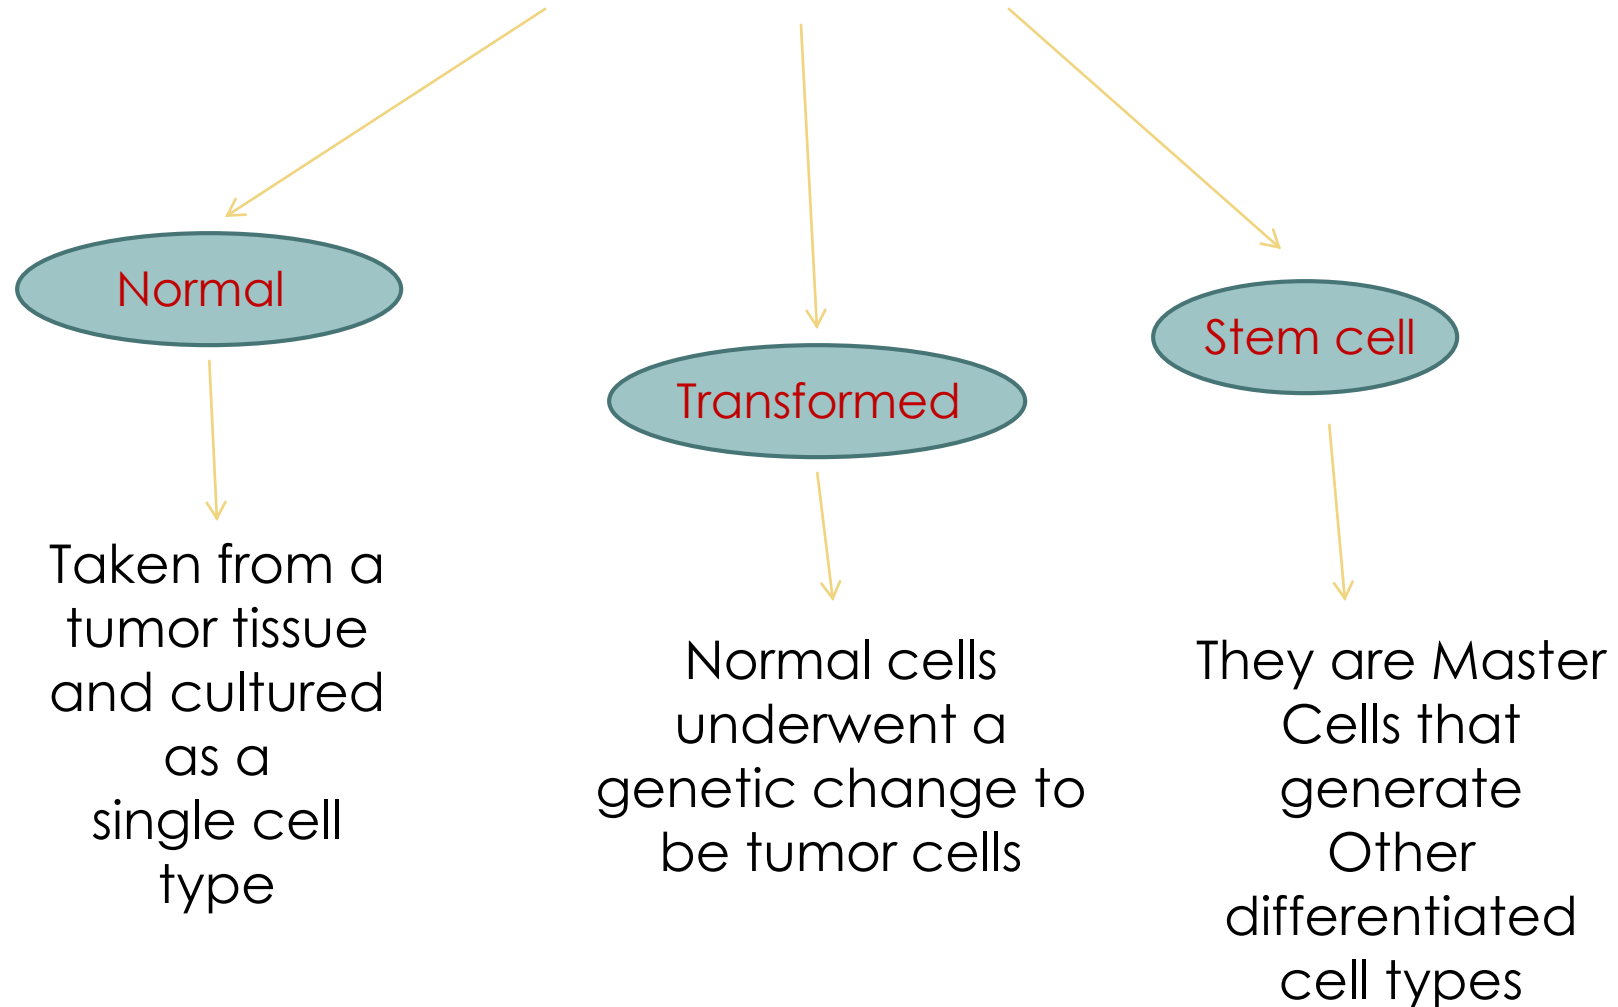 Normal
Transformed
Stem cell
Taken from a
tumor tissue
and cultured
as a
single cell
type
Normal cells
underwent a
genetic change to
be tumor cells
They are Master
Cells that
generate
Other
differentiated
cell types